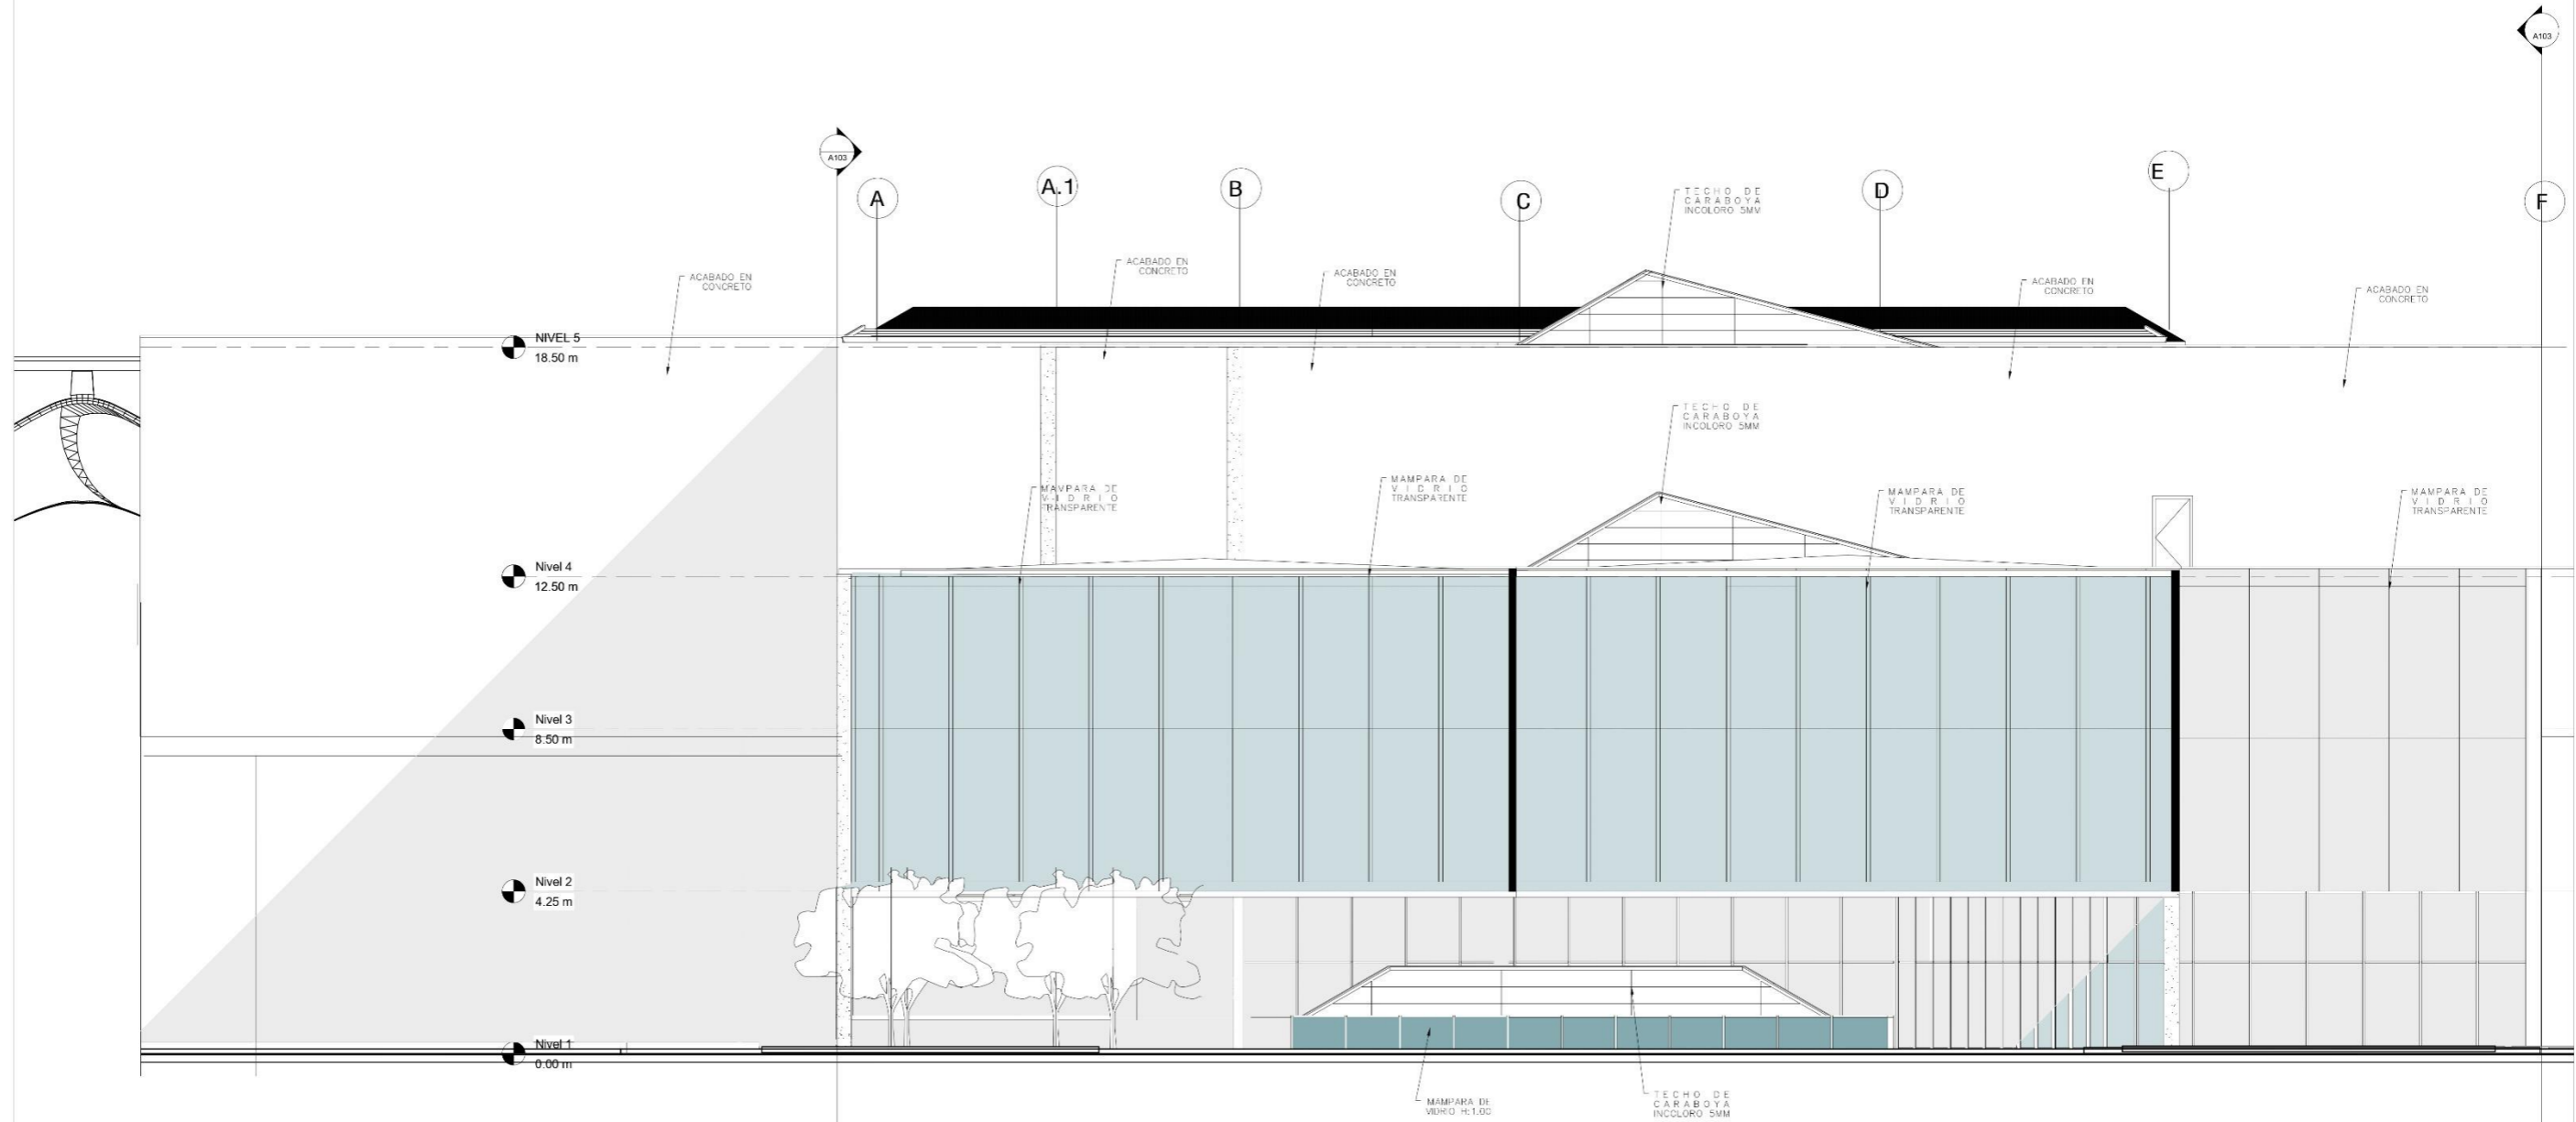 A103
A103
A
A.1
B
C
D
E
F
TECHO DE
CARABOYA
INCOLORO 5MM
ACABADO EN
CONCRETO
ACABADO EN
CONCRETO
ACABADO EN
CONCRETO
ACABADO EN
CONCRETO
ACABADO EN
CONCRETO
NIVEL 5
18.50 m
TECHO DE
CARABOYA
INCOLORO 5MM
MAMPARA DE
VIDRIO
TRANSPARENTE
MAMPARA DE
VIDRIO
TRANSPARENTE
MAMPARA DE
VIDRIO
TRANSPARENTE
MAMPARA DE
VIDRIO
TRANSPARENTE
Nivel 4
12.50 m
Nivel 3
8.50 m
Nivel 2
4.25 m
Nivel 1
0.00 m
MAMPARA DE
VIDRIO H:1.00
TECHO DE
CARABOYA
INCOLORO 5MM